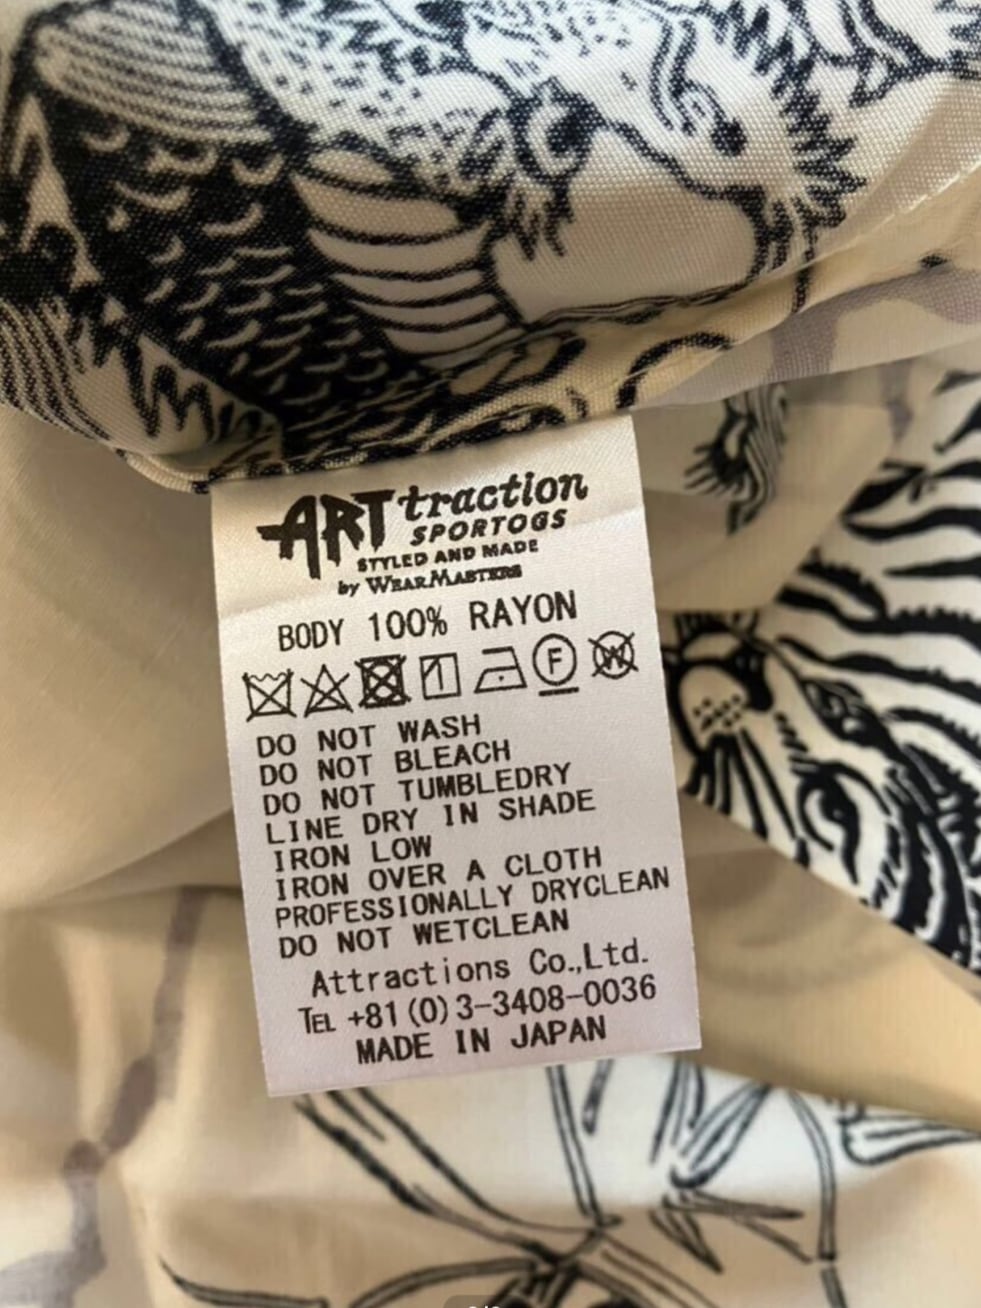 ARTtraction
SPORTOGS
STYLED AND MADE
by WEARMASTERS
BODY 100% RAYON
F W
DO NOT WASH
DO NOT BLEACH
DO NOT TUMBLEDRY
LINE DRY IN SHADE
IRON LOW
IRON OVER A CLOTH
PROFESSIONALLY DRYCLEAN
DO NOT WETCLEAN
Attractions Co.,Ltd.
TEL +81(0)3-3408-0036
MADE IN JAPAN